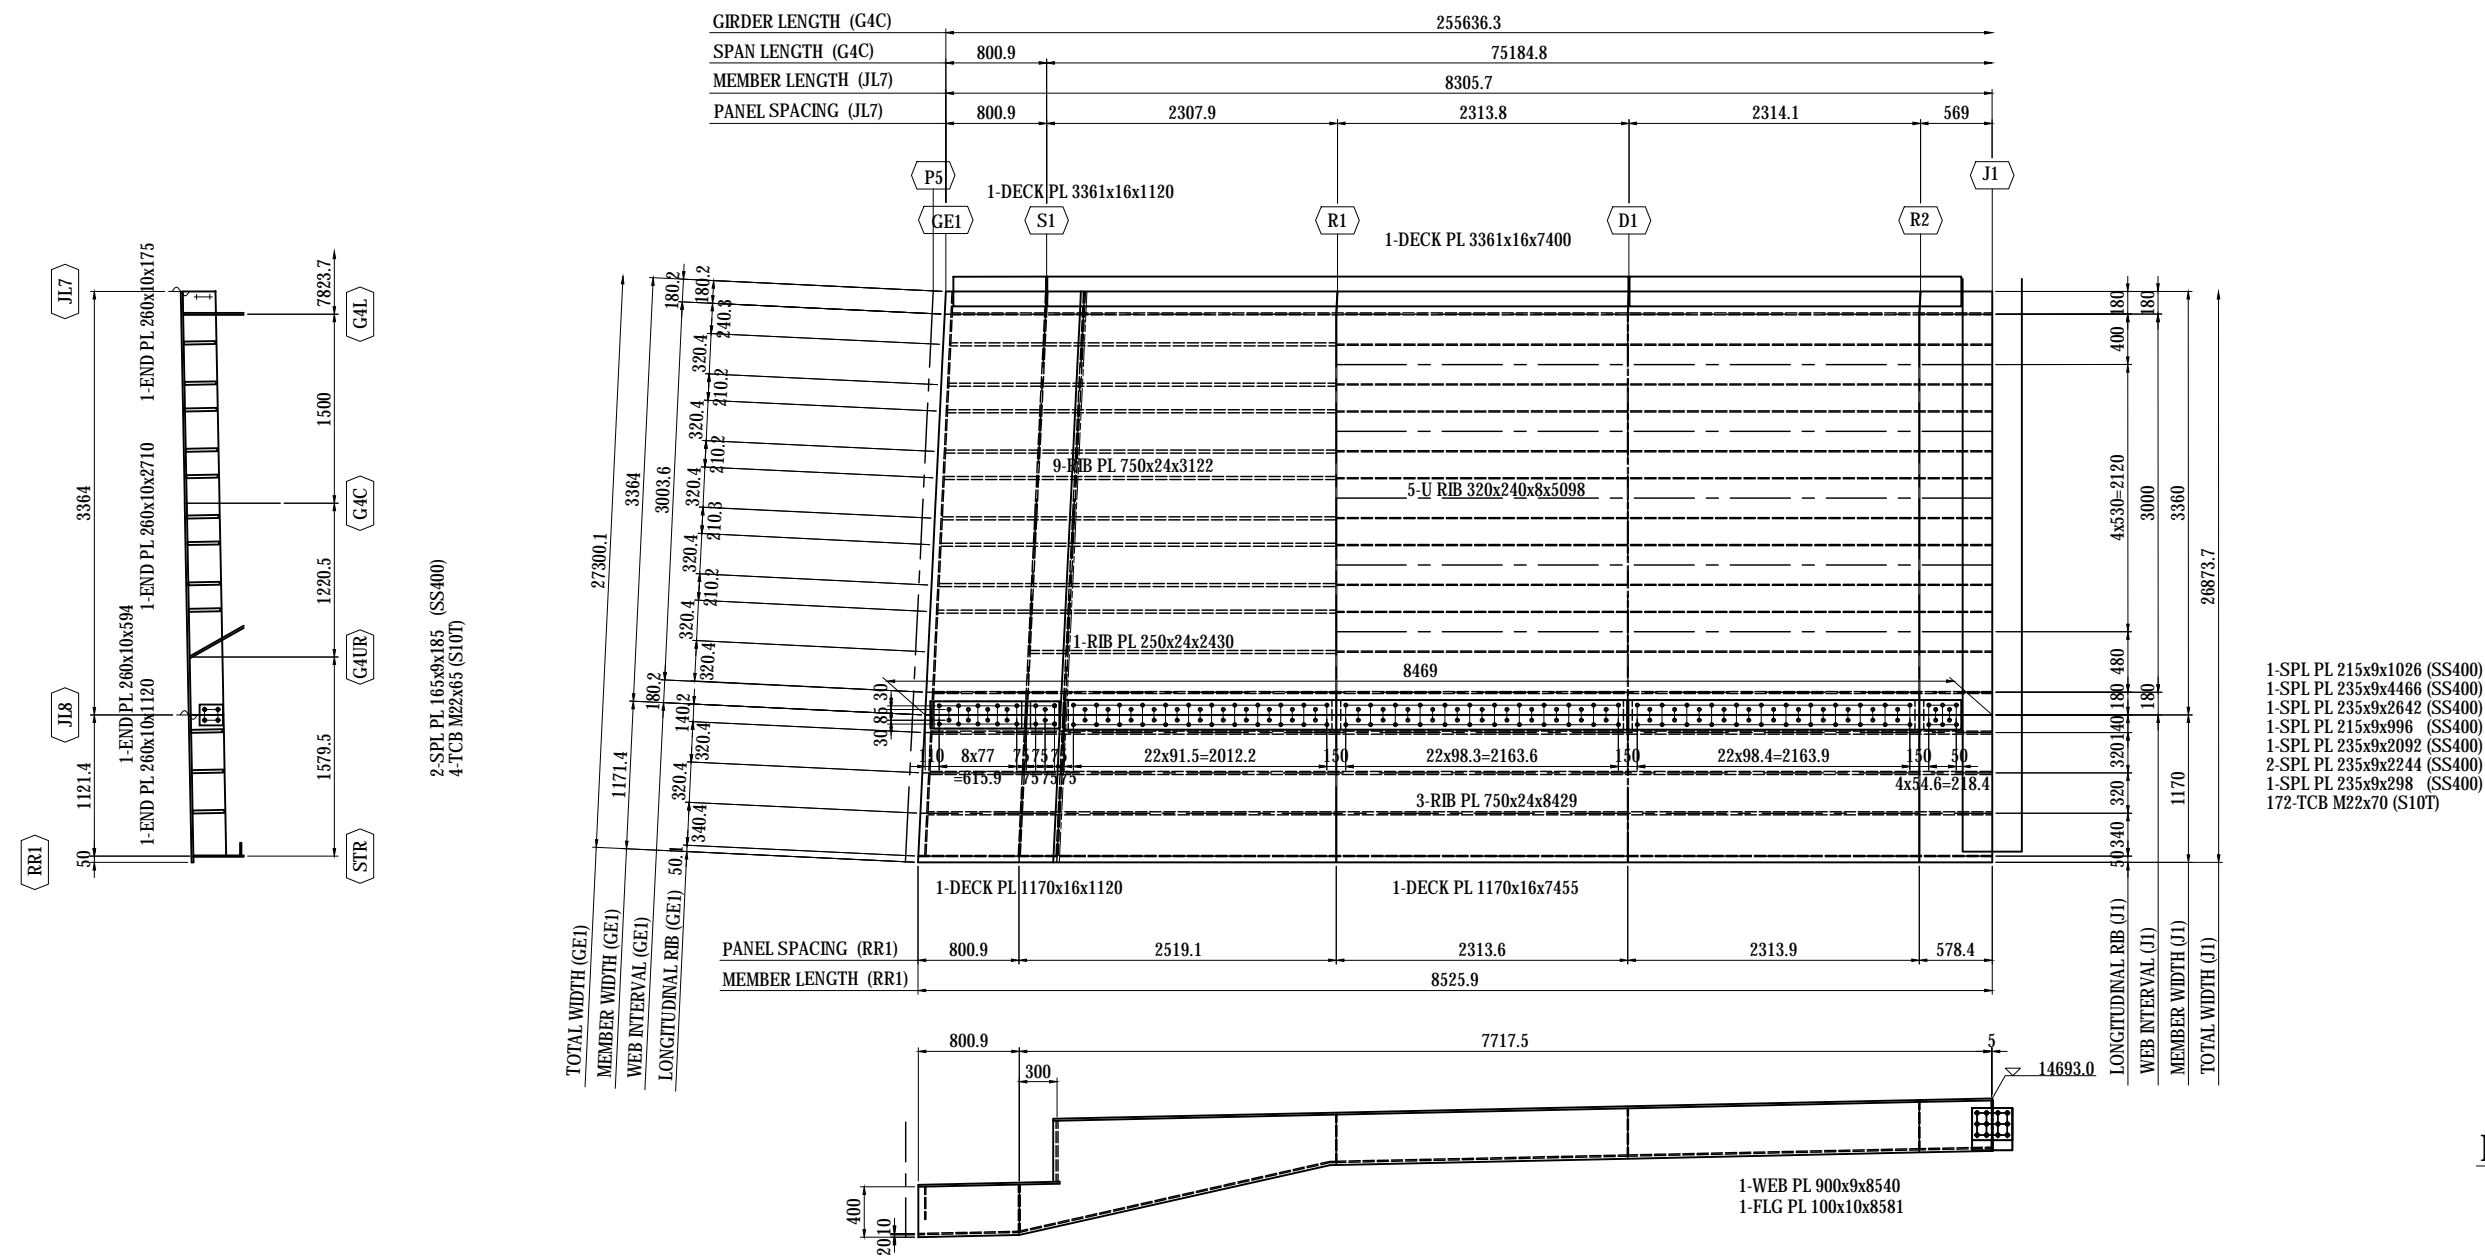 GIRDER LENGTH (G4C) 255636.3
SPAN LENGTH (G4C) 800.9 75184.8
MEMBER LENGTH (JL7) 8305.7
PANEL SPACING (JL7) 800.9 2307.9 2313.8 2314.1 569
P5 J1
1-DECK PL 3361x16x1120
GE1 S1 R1 D1 R2
1-DECK PL 3361x16x7400
JL7
JL8
RR1
3364
1121.4
50
1-END PL 260x10x175
1-END PL 260x10x2710
1-END PL 260x10x594
1-END PL 260x10x1120
7823.7
1500
1220.5
1579.5
G4L
G4C
G4UR
STR
2-SPL PL 165x9x185 (SS400)
4-TCB M22x65 (S10T)
27300.1
3364
1171.4
180.2
3003.6
180.2
180.2
240.3
320.4
210.2
320.4
210.2
320.4
210.3
320.4
210.2
320.4
320.4
140.2
320.4
320.4
340.4
50.1
TOTAL WIDTH (GE1)
MEMBER WIDTH (GE1)
WEB INTERVAL (GE1)
LONGITUDINAL RIB (GE1)
9-RIB PL 750x24x3122
5-U RIB 320x240x8x5098
1-RIB PL 250x24x2430
8469
30 85 30
110 8x77 75 75 75 22x91.5=2012.2 150 22x98.3=2163.6 150 22x98.4=2163.9 150 50
=615.9 75 75 75 4x54.6=218.4
3-RIB PL 750x24x8429
1-DECK PL 1170x16x1120 1-DECK PL 1170x16x7455
PANEL SPACING (RR1) 800.9 2519.1 2313.6 2313.9 578.4
MEMBER LENGTH (RR1) 8525.9
180
400
4x530=2120
480
180
140
320
320
340
50
180
3000
180
3360
1170
26873.7
LONGITUDINAL RIB (J1)
WEB INTERVAL (J1)
MEMBER WIDTH (J1)
TOTAL WIDTH (J1)
1-SPL PL 215x9x1026 (SS400)
1-SPL PL 235x9x4466 (SS400)
1-SPL PL 235x9x2642 (SS400)
1-SPL PL 215x9x996 (SS400)
1-SPL PL 235x9x2092 (SS400)
2-SPL PL 235x9x2244 (SS400)
1-SPL PL 235x9x298 (SS400)
172-TCB M22x70 (S10T)
800.9 7717.5 5
300
14693.0
400
10
20
1-WEB PL 900x9x8540
1-FLG PL 100x10x8581